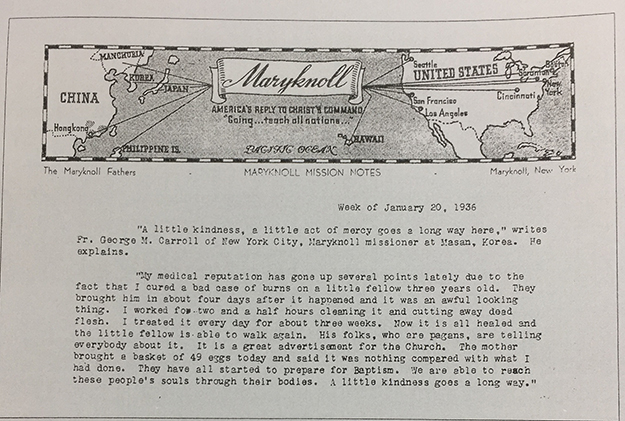 MANCHURIA
KOREA
JAPAN
CHINA
Hongkong
PHILIPPINE IS.
Maryknoll
AMERICA'S REPLY TO CHRIST'S COMMAND
"Going...teach all nations..."
HAWAII
PACIFIC OCEAN
Seattle
UNITED STATES
Boston
Scranton
New York
Cincinnati
San Francisco
Los Angeles
The Maryknoll Fathers - MARYKNOLL MISSION NOTES - Maryknoll, New York
Week of January 20, 1936
"A little kindness, a little act of mercy goes a long way here," writes
Fr. George M. Carroll of New York City, Maryknoll missioner at Masan, Korea. He
explains.
"My medical reputation has gone up several points lately due to the
fact that I cured a bad case of burns on a little fellow three years old. They
brought him in about four days after it happened and it was an awful looking
thing. I worked for two and a half hours cleaning it and cutting away dead
flesh. I treated it every day for about three weeks. Now it is all healed and
the little fellow is able to walk again. His folks, who are pagans, are telling
everybody about it. It is a great advertisement for the Church. The mother
brought a basket of 49 eggs today and said it was nothing compared with what I
had done. They have all started to prepare for Baptism. We are able to reach
these people's souls through their bodies. A little kindness goes a long way."